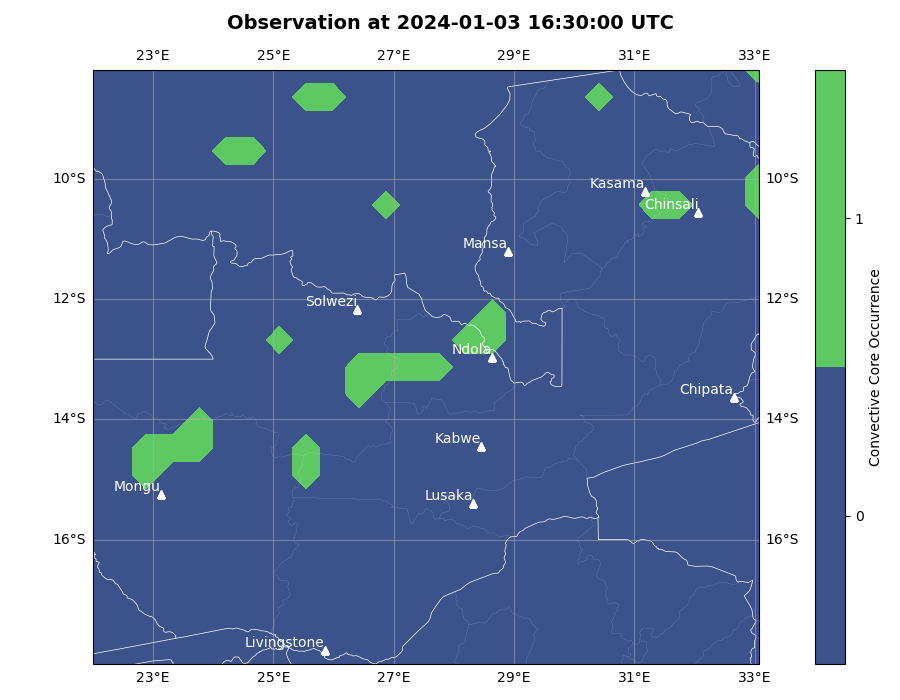 Observation at 2024-01-03 16:30:00 UTC
23°E 25°E 27°E 29°E 31°E 33°E
10°S 10°S
Kasama
Chinsali
1
Mansa
12°S 12°S
Solwezi
Ndola
Chipata
14°S 14°S
Kabwe
Mongu
Lusaka
0
16°S 16°S
Livingstone
23°E 25°E 27°E 29°E 31°E 33°E
Convective Core Occurrence